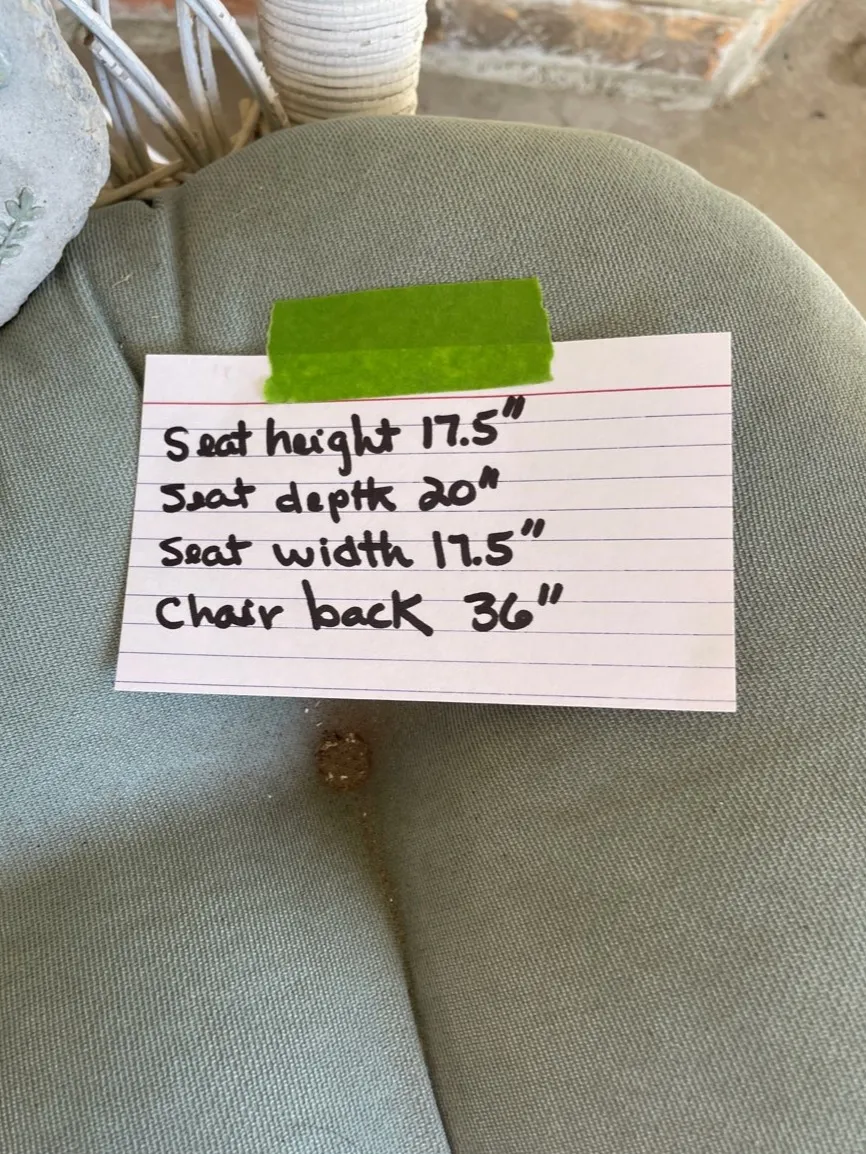 Seat height 17.5"
Seat depth 20"
Seat width 17.5"
Chair back 36"